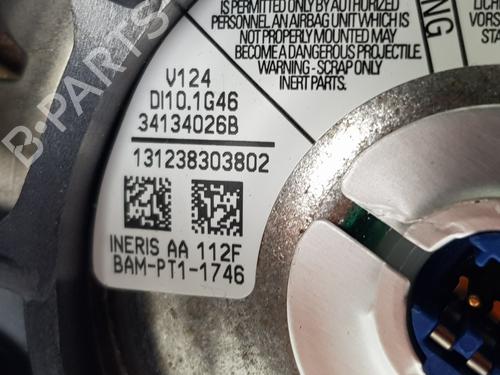 IS PERMITTED ONLY BY AUTHORIZED
PERSONNEL AN AIRBAG UNIT WHICH IS
NOT PROPERLY MOUNTED MAY
BECOME A DANGEROUS PROJECTILE.
WARNING - SCRAP ONLY
INERT PARTS.
V124
DI10.1G46
34134026B
131238303802
INERIS AA 112F
BAM-PT1-1746
B-PARTS
B-PARTS